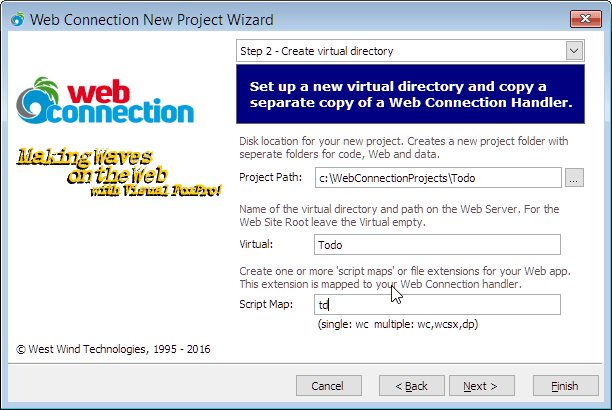 Web Connection New Project Wizard
Step 2 - Create virtual directory
web
connection
Making Waves
on the Web
with Visual FoxPro!
Set up a new virtual directory and copy a
separate copy of a Web Connection Handler.
Disk location for your new project. Creates a new project folder with
seperate folders for code, Web and data.
Project Path: c:\WebConnectionProjects\Todo ...
Name of the virtual directory and path on the Web Server. For the
Web Site Root leave the Virtual empty.
Virtual: Todo
Create one or more 'script maps' or file extensions for your Web app.
This extension is mapped to your Web Connection handler.
Script Map: td
(single: wc multiple: wc,wcsx,dp)
© West Wind Technologies, 1995 - 2016
Cancel < Back Next > Finish